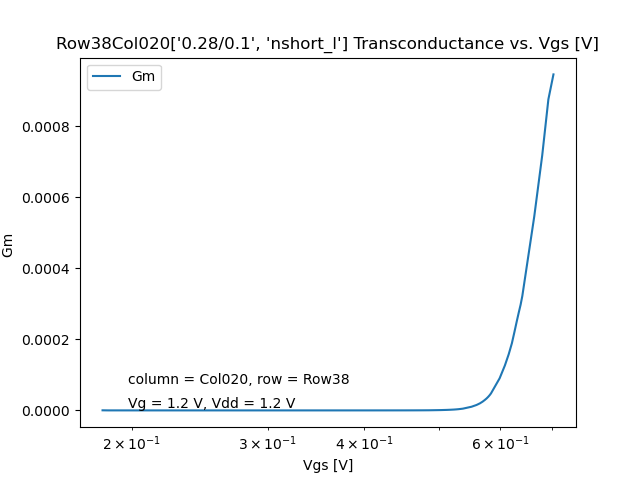 Row38Col020['0.28/0.1', 'nshort_l'] Transconductance vs. Vgs [V]
Gm
0.0008
0.0006
0.0004
0.0002
0.0000
Gm
column = Col020, row = Row38
Vg = 1.2 V, Vdd = 1.2 V
2 × 10⁻¹ 3 × 10⁻¹ 4 × 10⁻¹ 6 × 10⁻¹
Vgs [V]